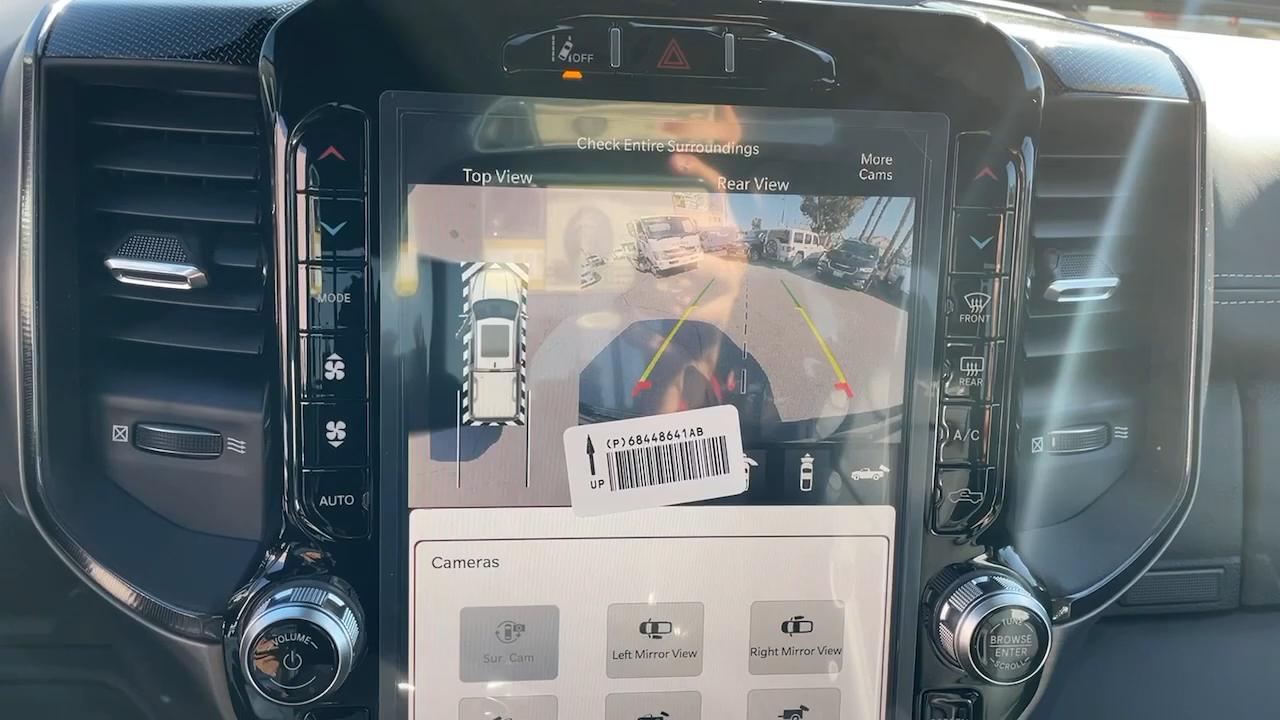 OFF
Check Entire Surroundings
More
Cams
Top View
Rear View
MODE
FRONT
REAR
A/C
AUTO
(P)68448641AB
UP
Cameras
Sur. Cam
Left Mirror View
Right Mirror View
VOLUME
TUNE
BROWSE
ENTER
SCROLL